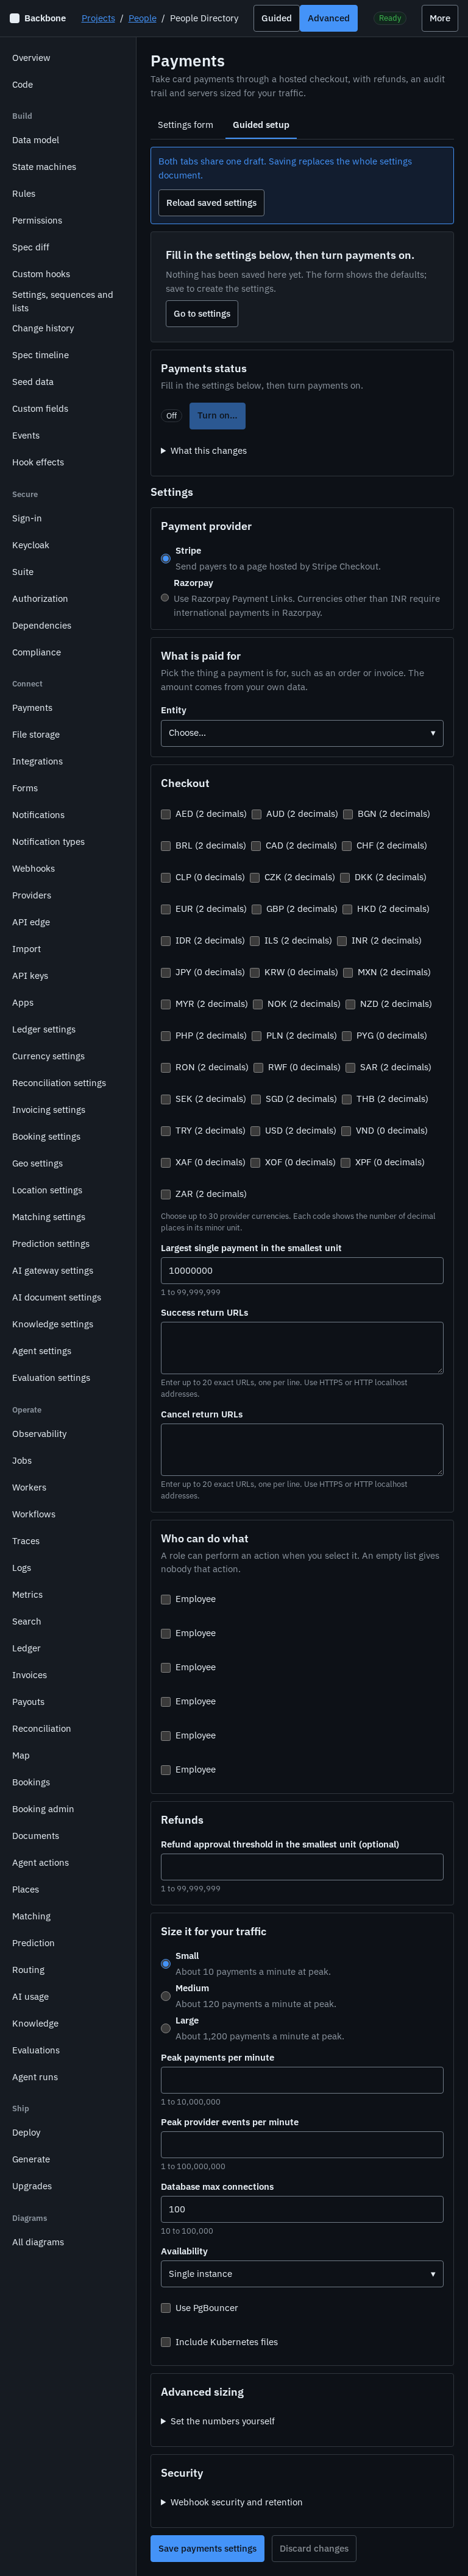 Backbone Projects / People / People Directory Guided Advanced Ready More
Overview
Code
Build
Data model
State machines
Rules
Permissions
Spec diff
Custom hooks
Settings, sequences and
lists
Change history
Spec timeline
Seed data
Custom fields
Events
Hook effects
Secure
Sign-in
Keycloak
Suite
Authorization
Dependencies
Compliance
Connect
Payments
File storage
Integrations
Forms
Notifications
Notification types
Webhooks
Providers
API edge
Import
API keys
Apps
Ledger settings
Currency settings
Reconciliation settings
Invoicing settings
Booking settings
Geo settings
Location settings
Matching settings
Prediction settings
AI gateway settings
AI document settings
Knowledge settings
Agent settings
Evaluation settings
Operate
Observability
Jobs
Workers
Workflows
Traces
Logs
Metrics
Search
Ledger
Invoices
Payouts
Reconciliation
Map
Bookings
Booking admin
Documents
Agent actions
Places
Matching
Prediction
Routing
AI usage
Knowledge
Evaluations
Agent runs
Ship
Deploy
Generate
Upgrades
Diagrams
All diagrams
Payments
Take card payments through a hosted checkout, with refunds, an audit
trail and servers sized for your traffic.
Settings form Guided setup
Both tabs share one draft. Saving replaces the whole settings
document.
Reload saved settings
Fill in the settings below, then turn payments on.
Nothing has been saved here yet. The form shows the defaults;
save to create the settings.
Go to settings
Payments status
Fill in the settings below, then turn payments on.
Off Turn on...
What this changes
Settings
Payment provider
Stripe
Send payers to a page hosted by Stripe Checkout.
Razorpay
Use Razorpay Payment Links. Currencies other than INR require
international payments in Razorpay.
What is paid for
Pick the thing a payment is for, such as an order or invoice. The
amount comes from your own data.
Entity
Choose...
Checkout
AED (2 decimals) AUD (2 decimals) BGN (2 decimals)
BRL (2 decimals) CAD (2 decimals) CHF (2 decimals)
CLP (0 decimals) CZK (2 decimals) DKK (2 decimals)
EUR (2 decimals) GBP (2 decimals) HKD (2 decimals)
IDR (2 decimals) ILS (2 decimals) INR (2 decimals)
JPY (0 decimals) KRW (0 decimals) MXN (2 decimals)
MYR (2 decimals) NOK (2 decimals) NZD (2 decimals)
PHP (2 decimals) PLN (2 decimals) PYG (0 decimals)
RON (2 decimals) RWF (0 decimals) SAR (2 decimals)
SEK (2 decimals) SGD (2 decimals) THB (2 decimals)
TRY (2 decimals) USD (2 decimals) VND (0 decimals)
XAF (0 decimals) XOF (0 decimals) XPF (0 decimals)
ZAR (2 decimals)
Choose up to 30 provider currencies. Each code shows the number of decimal
places in its minor unit.
Largest single payment in the smallest unit
10000000
1 to 99,999,999
Success return URLs
Enter up to 20 exact URLs, one per line. Use HTTPS or HTTP localhost
addresses.
Cancel return URLs
Enter up to 20 exact URLs, one per line. Use HTTPS or HTTP localhost
addresses.
Who can do what
A role can perform an action when you select it. An empty list gives
nobody that action.
Employee
Employee
Employee
Employee
Employee
Employee
Refunds
Refund approval threshold in the smallest unit (optional)
1 to 99,999,999
Size it for your traffic
Small
About 10 payments a minute at peak.
Medium
About 120 payments a minute at peak.
Large
About 1,200 payments a minute at peak.
Peak payments per minute
1 to 10,000,000
Peak provider events per minute
1 to 100,000,000
Database max connections
100
10 to 100,000
Availability
Single instance
Use PgBouncer
Include Kubernetes files
Advanced sizing
Set the numbers yourself
Security
Webhook security and retention
Save payments settings Discard changes